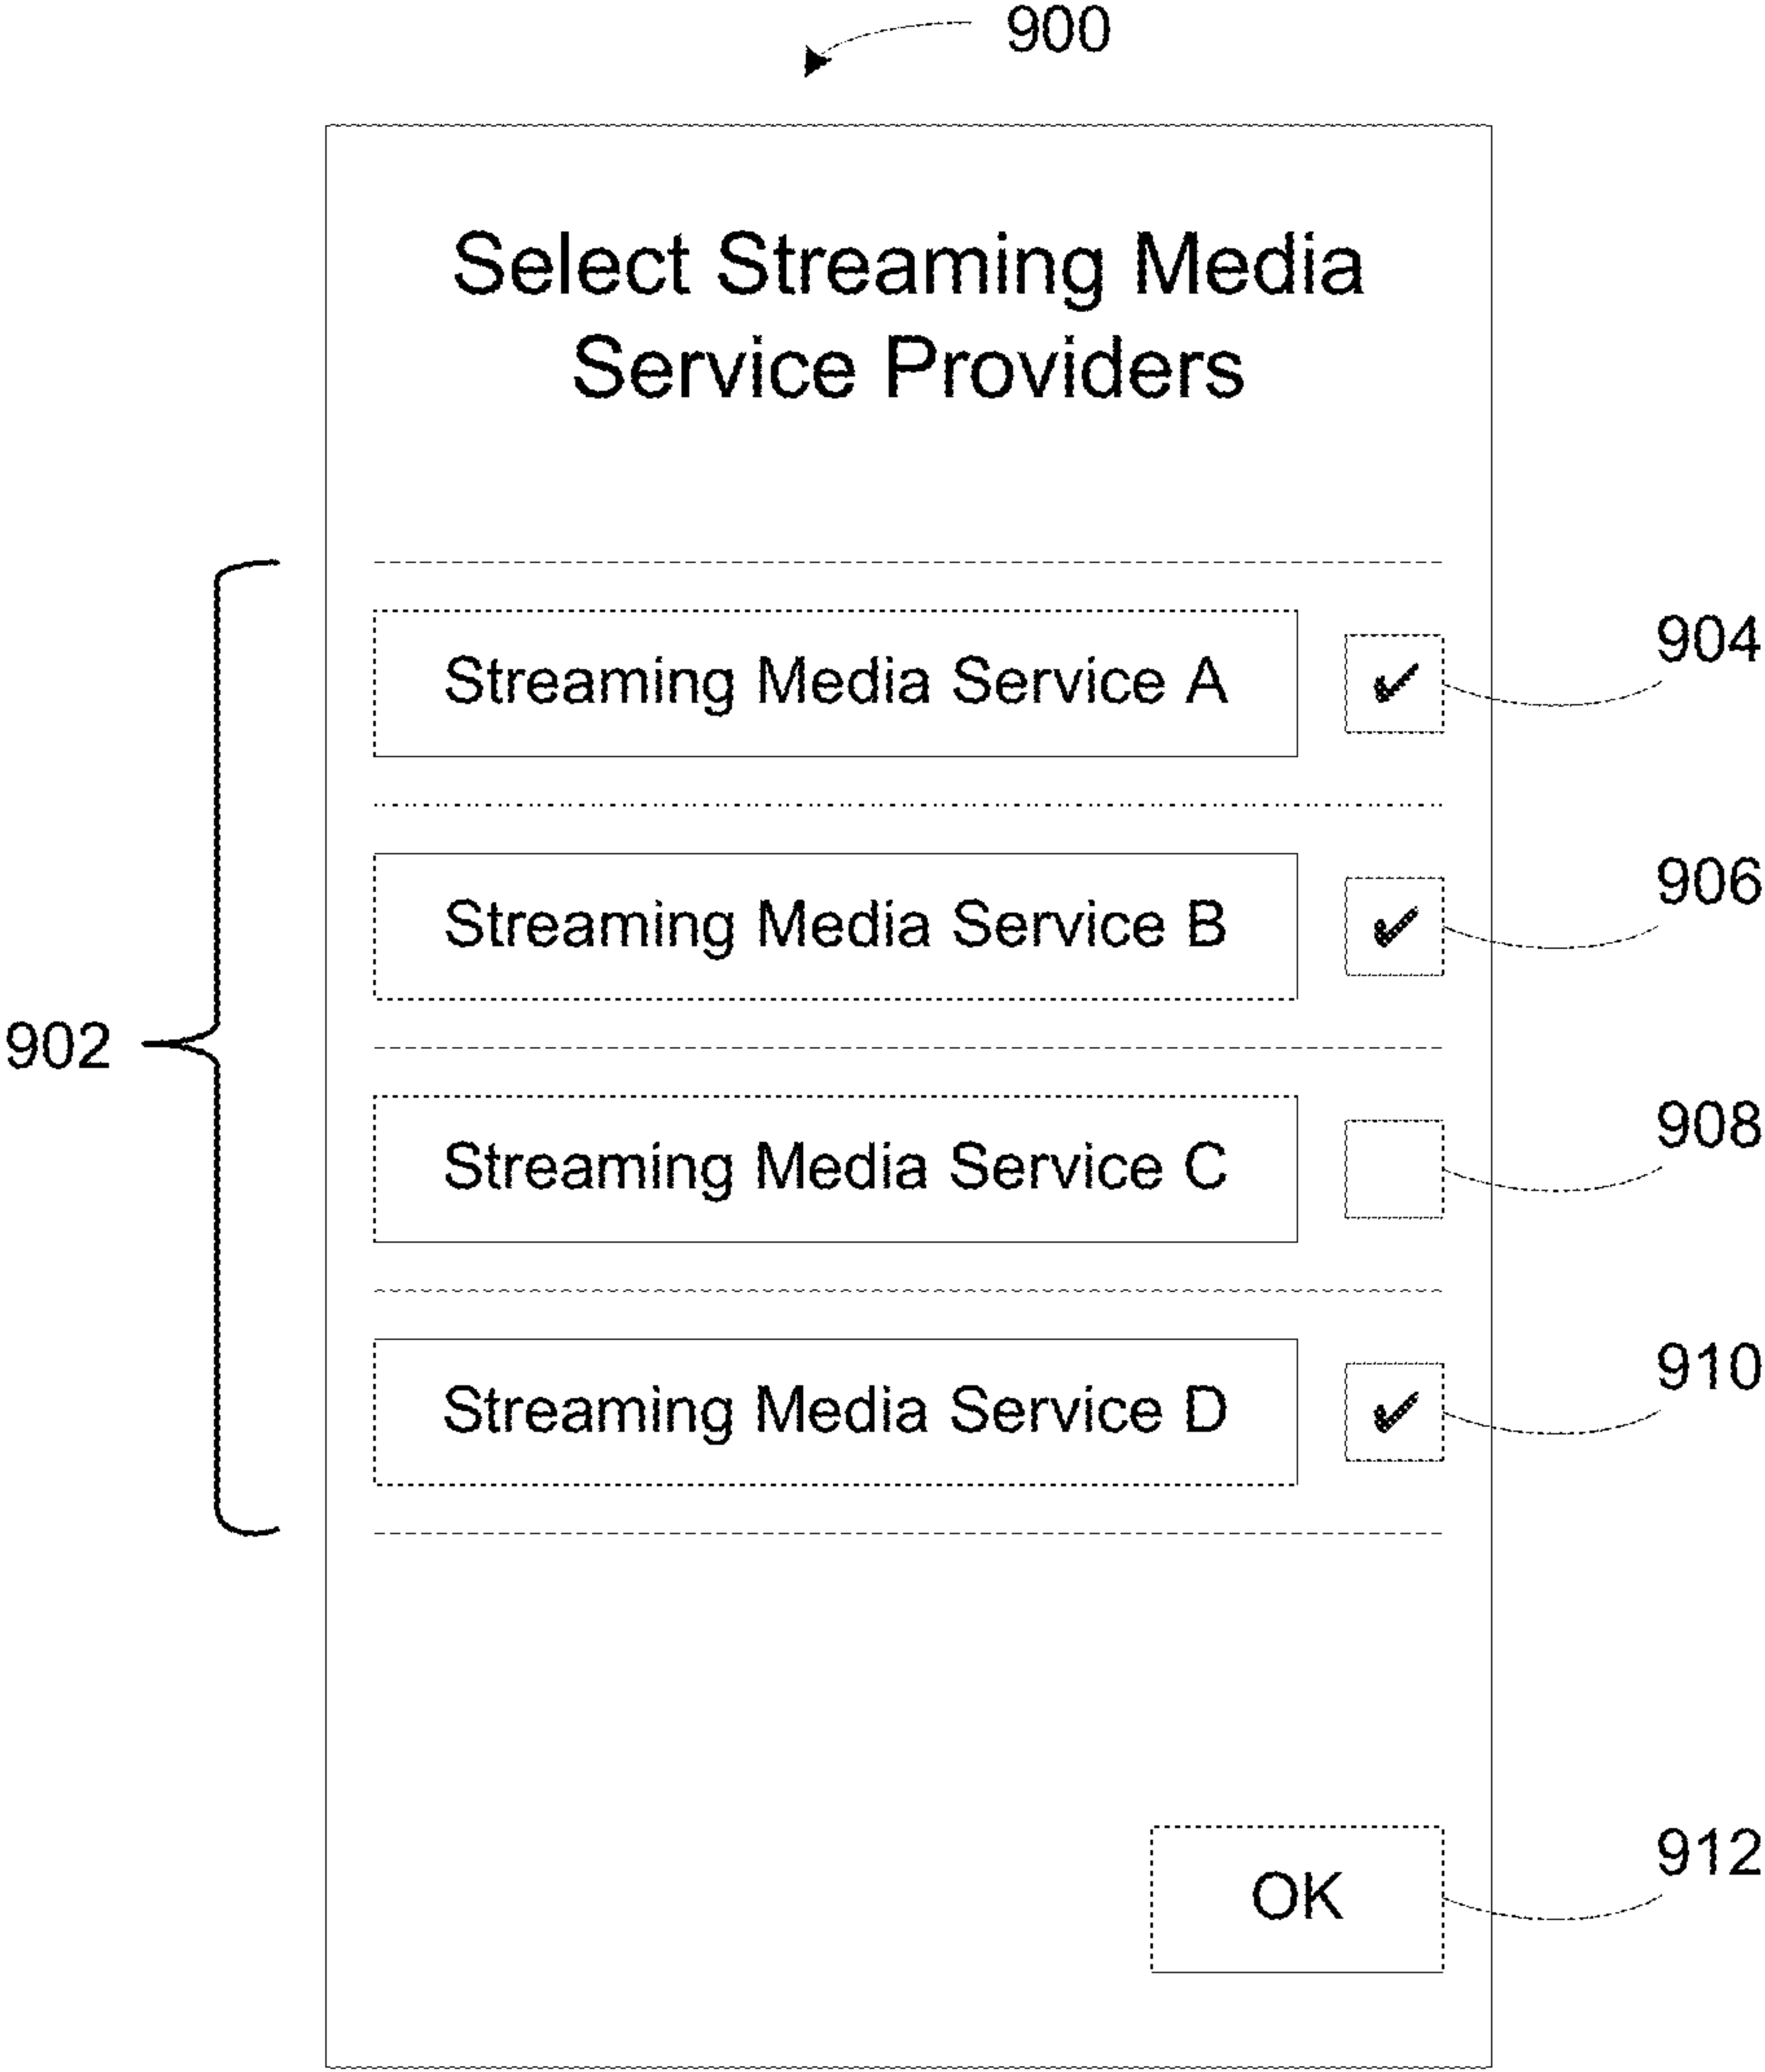 900
Select Streaming Media
Service Providers
904
Streaming Media Service A
906
Streaming Media Service B
902
908
Streaming Media Service C
910
Streaming Media Service D
912
OK